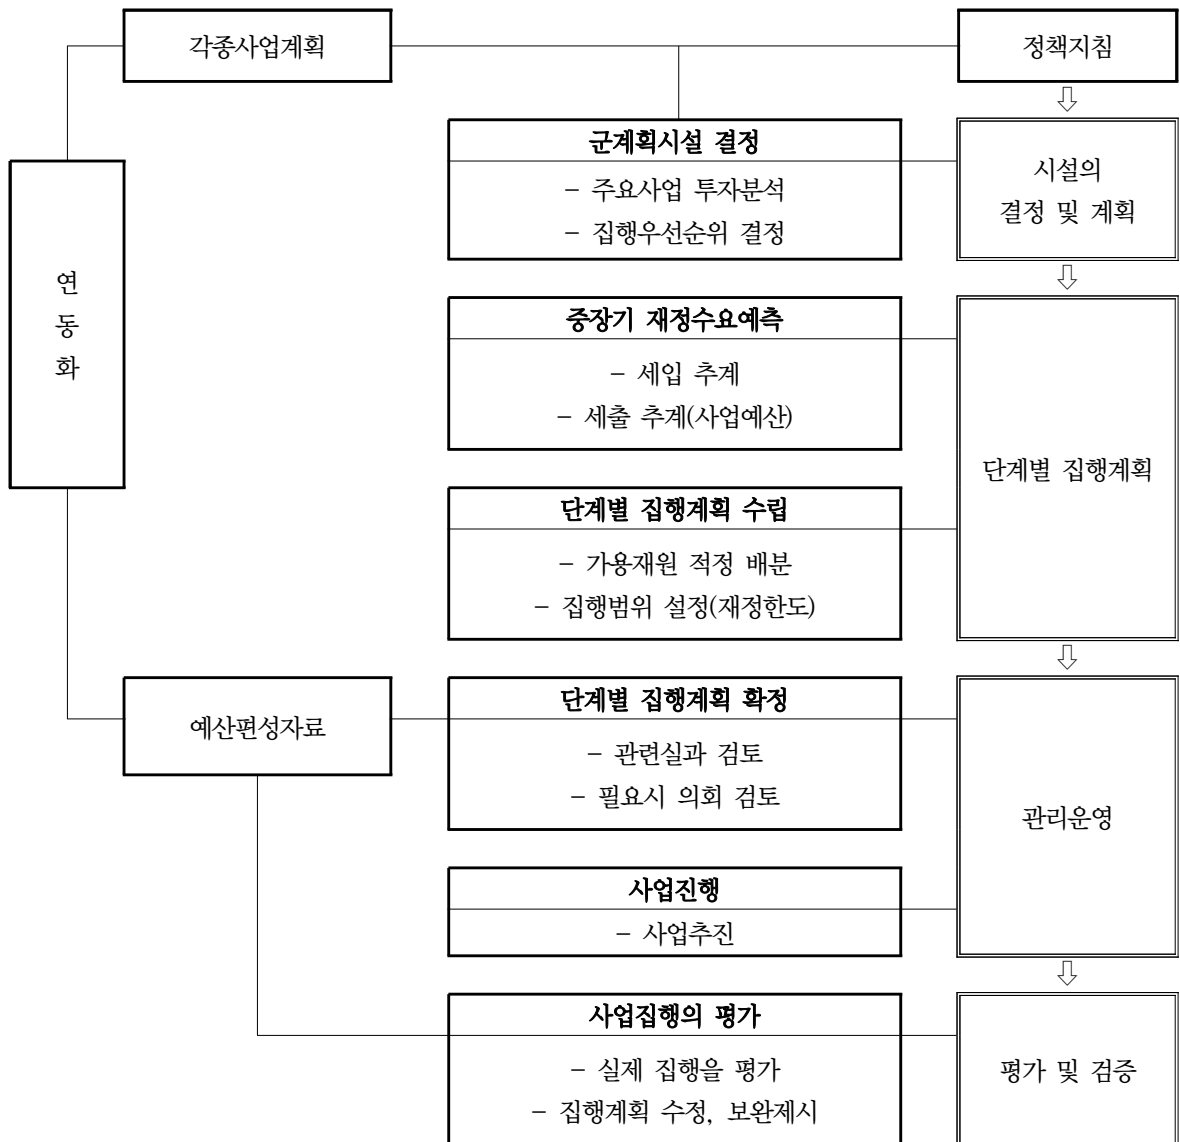 각종사업계획
정책지침
군계획시설 결정
- 주요사업 투자분석
- 집행우선순위 결정
시설의
결정 및 계획
연
동
화
중장기 재정수요예측
- 세입 추계
- 세출 추계(사업예산)
단계별 집행계획
단계별 집행계획 수립
- 가용재원 적정 배분
- 집행범위 설정(재정한도)
예산편성자료
단계별 집행계획 확정
- 관련실과 검토
- 필요시 의회 검토
관리운영
사업진행
- 사업추진
사업집행의 평가
- 실제 집행을 평가
- 집행계획 수정, 보완제시
평가 및 검증